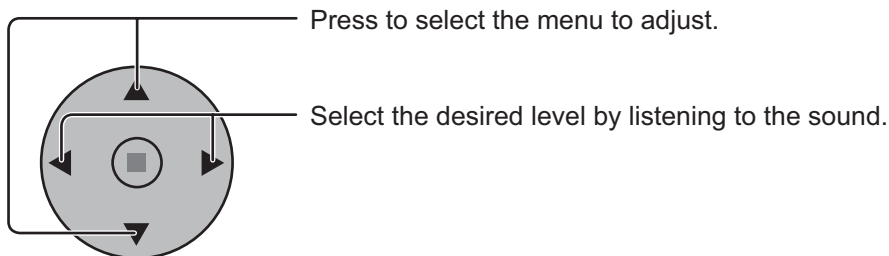 Press to select the menu to adjust.
Select the desired level by listening to the sound.